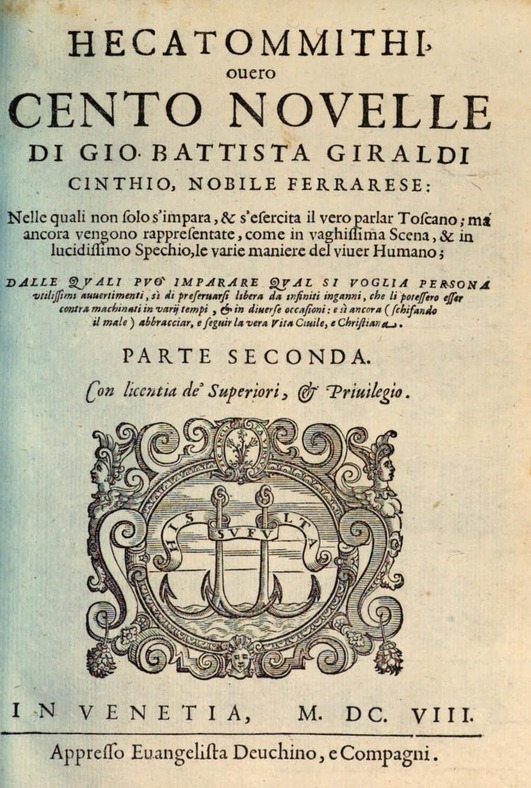 HECATOMMITHI,
ouero
CENTO NOVELLE
DI GIO. BATTISTA GIRALDI
CINTHIO, NOBILE FERRARESE:
Nelle quali non ſolo s'impara, & s'eſercita il vero parlar Toſcano; ma
ancora vengono rappreſentate, come in vaghiſſima Scena, & in
lucidiſſimo Spechio, le varie maniere del viuer Humano;
DALLE QVALI PVO IMPARARE QVAL SI VOGLIA PERSONA
vtiliſſimi auuertimenti, sì di preſeruarſi libera da infiniti inganni, che li poteſſero eſſer
contra machinati in varij tempi, & in diuerſe occaſioni: e sì ancora (ſchifando
il male) abbracciar, e ſeguir la vera Vita Ciuile, e Chriſtiana.
PARTE SECONDA.
Con licentia de' Superiori, & Priuilegio.
HIS SVFVLTA
IN VENETIA, M. DC. VIII.
Appreſſo Euangeliſta Deuchino, e Compagni.